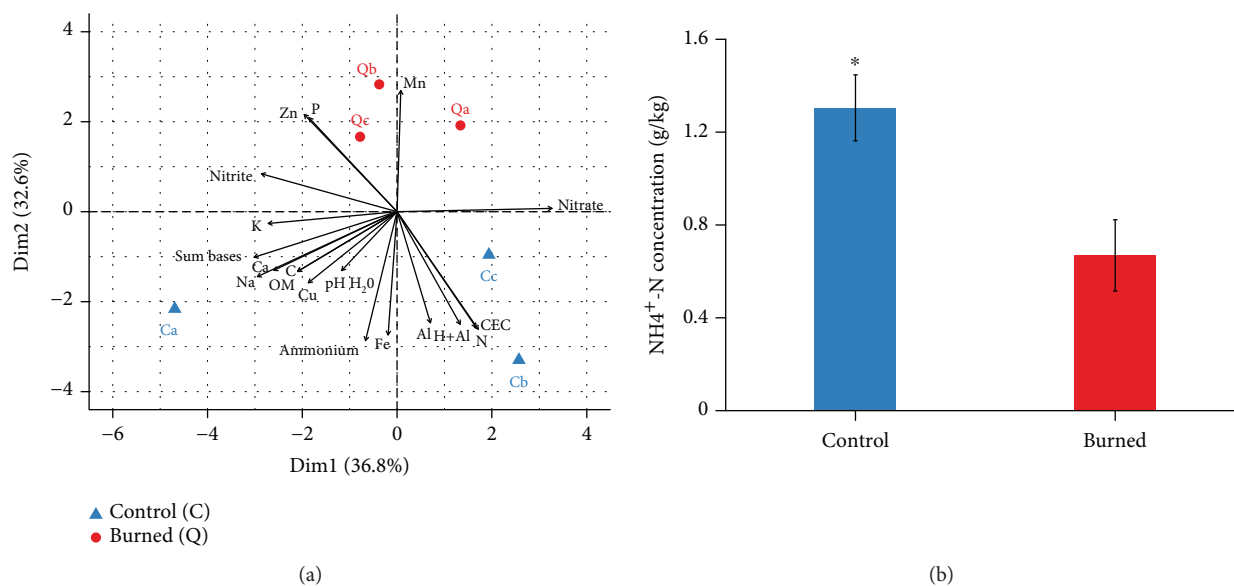 4
2
0
−2
−4
Dim2 (32.6%)
Qb
Mn
Zn
P
Qc
Qa
Nitrite
Nitrate
K
Sum bases
Ca
C
Na
OM
pH H20
Cu
Cc
Ca
Ammonium
Fe
Al
H+Al
CEC
N
Cb
−6
−4
−2
0
2
4
Dim1 (36.8%)
Control (C)
Burned (Q)
(a)
1.6
1.2
0.8
0.4
0
NH4⁺-N concentration (g/kg)
*
Control
Burned
(b)